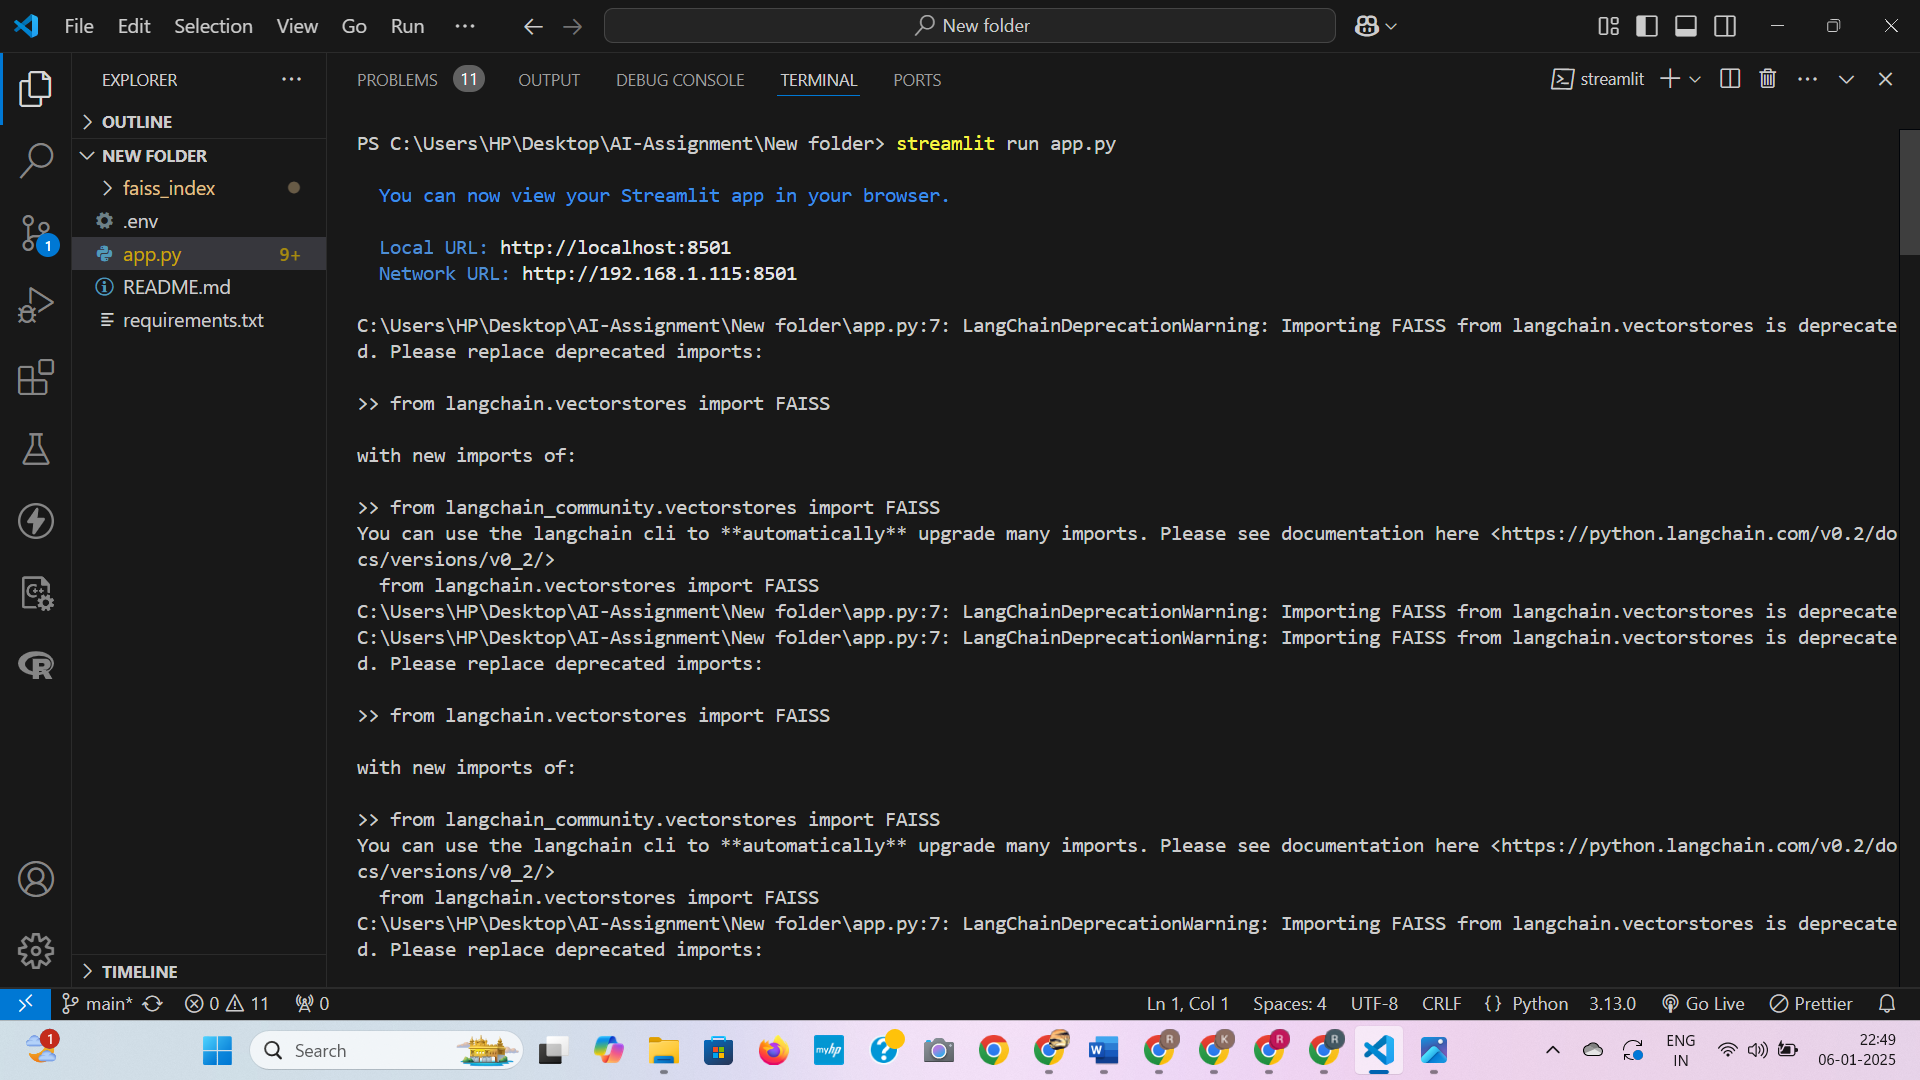 File Edit Selection View Go Run ··· New folder
EXPLORER ···
OUTLINE
NEW FOLDER
faiss_index
.env
app.py 9+
README.md
requirements.txt
TIMELINE
1
PROBLEMS 11 OUTPUT DEBUG CONSOLE TERMINAL PORTS streamlit ···
PS C:\Users\HP\Desktop\AI-Assignment\New folder> streamlit run app.py
You can now view your Streamlit app in your browser.
Local URL: http://localhost:8501
Network URL: http://192.168.1.115:8501
C:\Users\HP\Desktop\AI-Assignment\New folder\app.py:7: LangChainDeprecationWarning: Importing FAISS from langchain.vectorstores is deprecate
d. Please replace deprecated imports:
>> from langchain.vectorstores import FAISS
with new imports of:
>> from langchain_community.vectorstores import FAISS
You can use the langchain cli to **automatically** upgrade many imports. Please see documentation here <https://python.langchain.com/v0.2/do
cs/versions/v0_2/>
from langchain.vectorstores import FAISS
C:\Users\HP\Desktop\AI-Assignment\New folder\app.py:7: LangChainDeprecationWarning: Importing FAISS from langchain.vectorstores is deprecate
C:\Users\HP\Desktop\AI-Assignment\New folder\app.py:7: LangChainDeprecationWarning: Importing FAISS from langchain.vectorstores is deprecate
d. Please replace deprecated imports:
>> from langchain.vectorstores import FAISS
with new imports of:
>> from langchain_community.vectorstores import FAISS
You can use the langchain cli to **automatically** upgrade many imports. Please see documentation here <https://python.langchain.com/v0.2/do
cs/versions/v0_2/>
from langchain.vectorstores import FAISS
C:\Users\HP\Desktop\AI-Assignment\New folder\app.py:7: LangChainDeprecationWarning: Importing FAISS from langchain.vectorstores is deprecate
d. Please replace deprecated imports:
main* 0 11 0 Ln 1, Col 1 Spaces: 4 UTF-8 CRLF {} Python 3.13.0 Go Live Prettier
1 Search myhp W R K R R ENG 22:49
IN 06-01-2025